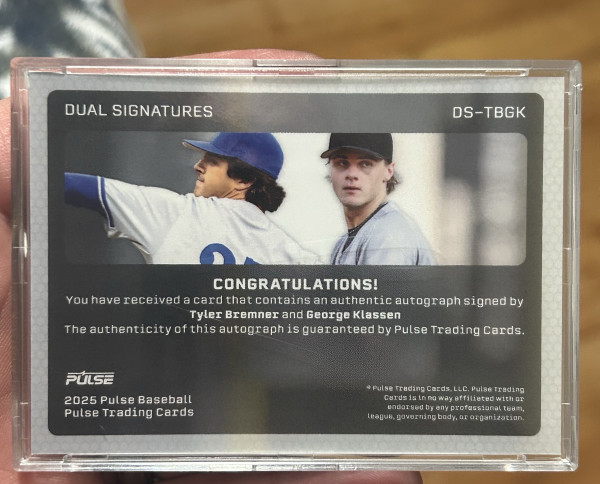 DUAL SIGNATURES DS-TBGK
CONGRATULATIONS!
You have received a card that contains an authentic autograph signed by
Tyler Bremner and George Klassen
The authenticity of this autograph is guaranteed by Pulse Trading Cards.
PULSE
2025 Pulse Baseball
Pulse Trading Cards
® Pulse Trading Cards, LLC. Pulse Trading
Cards is in no way affiliated with or
endorsed by any professional team,
league, governing body, or organization.